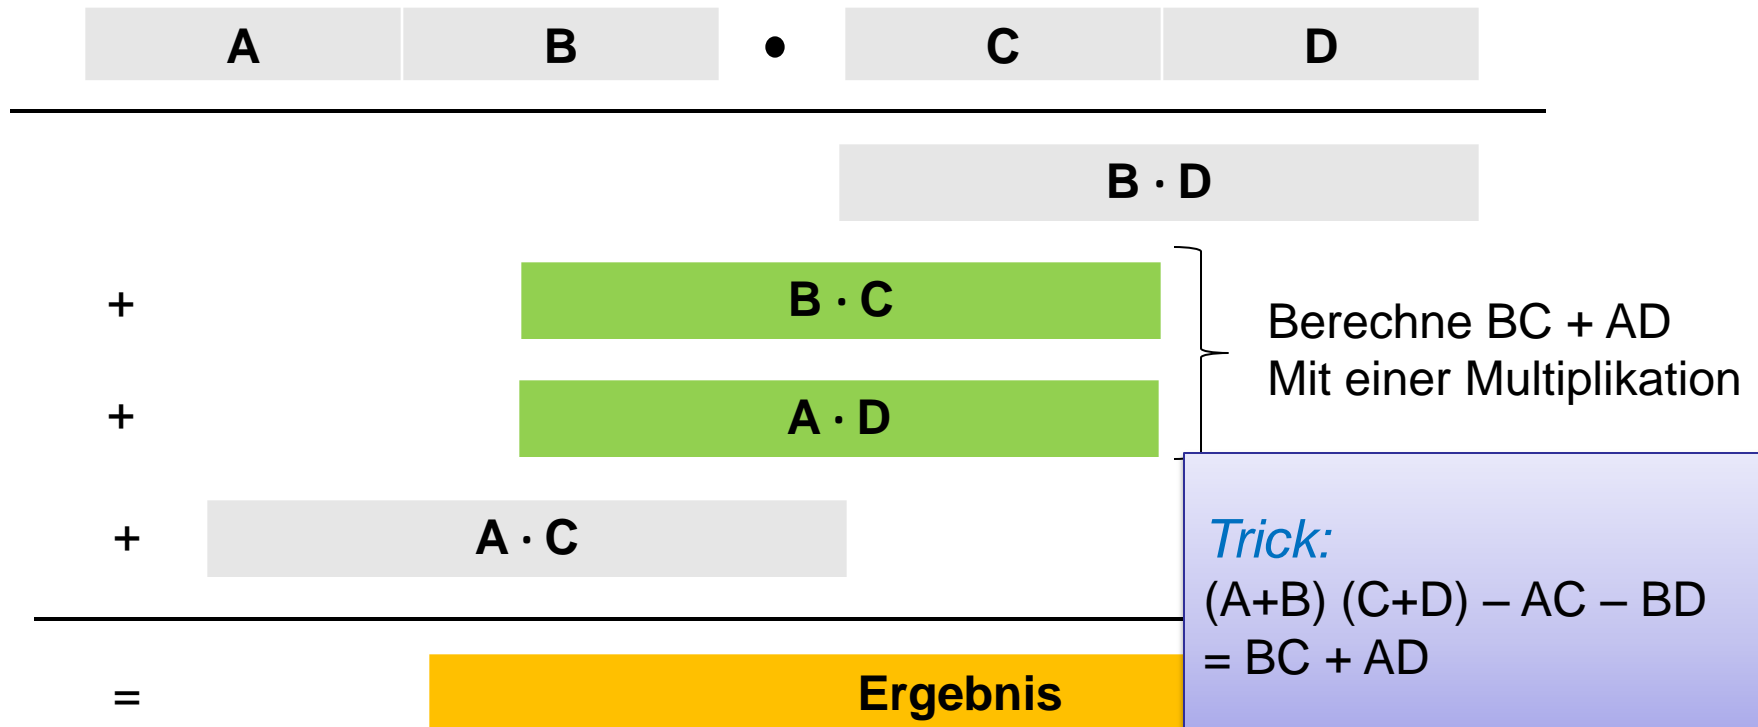 A B • C D
B · D
+ B · C
Berechne BC + AD
Mit einer Multiplikation
+ A · D
+ A · C
Trick:
(A+B) (C+D) – AC – BD
= BC + AD
= Ergebnis